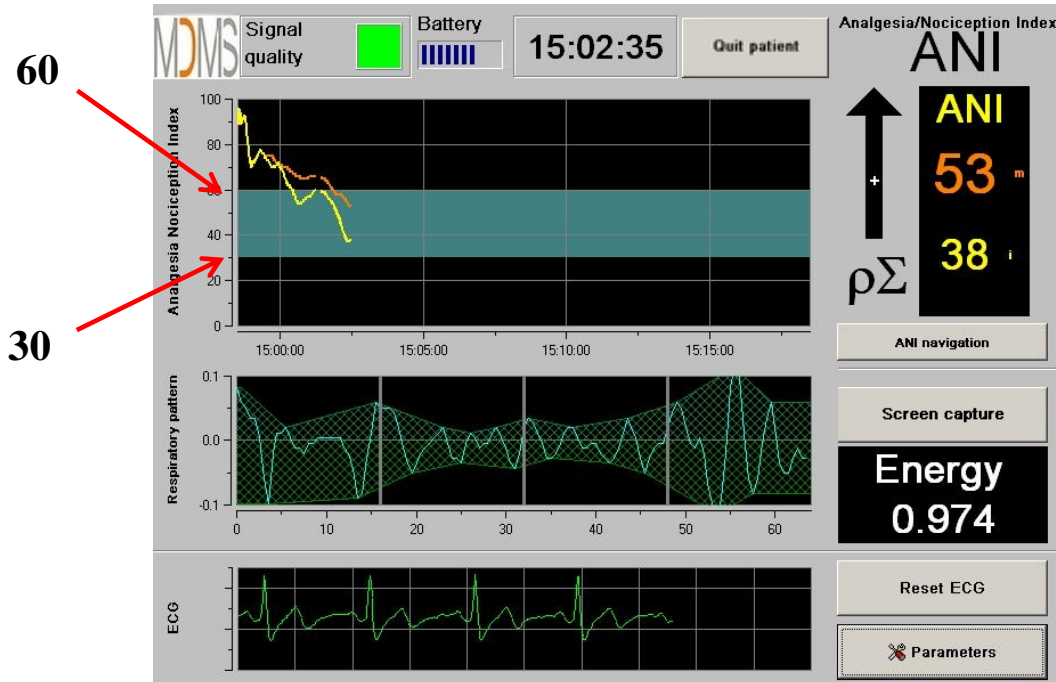 60
30
MDMS
Signal
quality
Battery
15:02:35
Quit patient
Analgesia/Nociception Index
ANI
Analgesia Nociception Index
100
80
60
40
20
0
15:00:00
15:05:00
15:10:00
15:15:00
+
ρΣ
ANI
53 m
38 i
ANI navigation
Respiratory pattern
0.1
0.0
-0.1
0
10
20
30
40
50
60
Screen capture
Energy
0.974
ECG
Reset ECG
Parameters